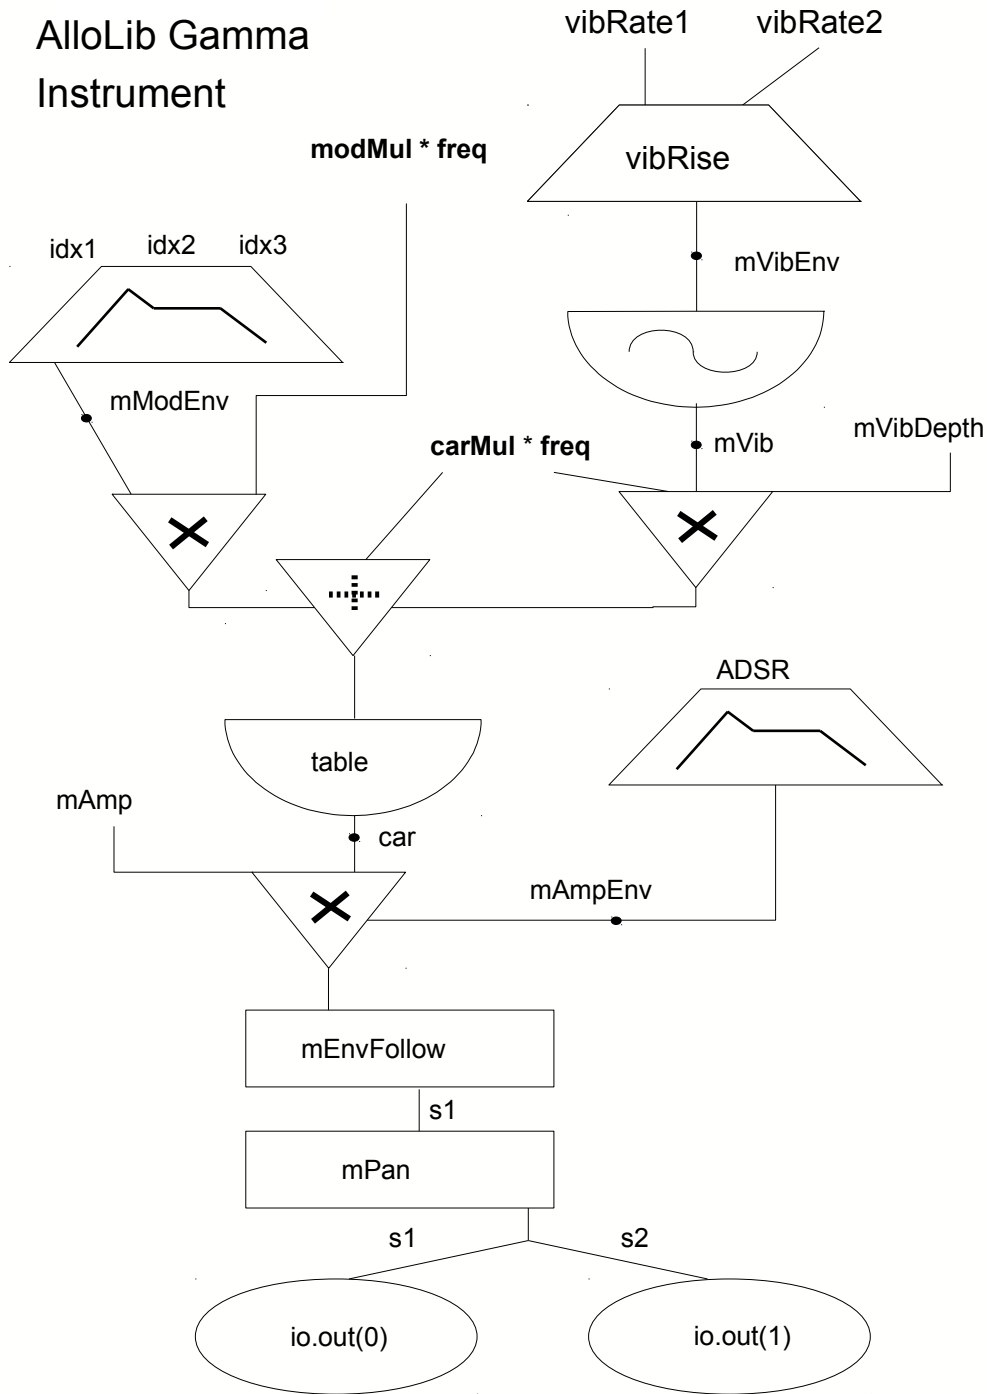 AlloLib Gamma
Instrument
vibRate1 vibRate2
modMul * freq
vibRise
idx1 idx2 idx3
mVibEnv
mModEnv
carMul * freq
mVib
mVibDepth
ADSR
table
mAmp
car
mAmpEnv
mEnvFollow
s1
mPan
s1 s2
io.out(0) io.out(1)